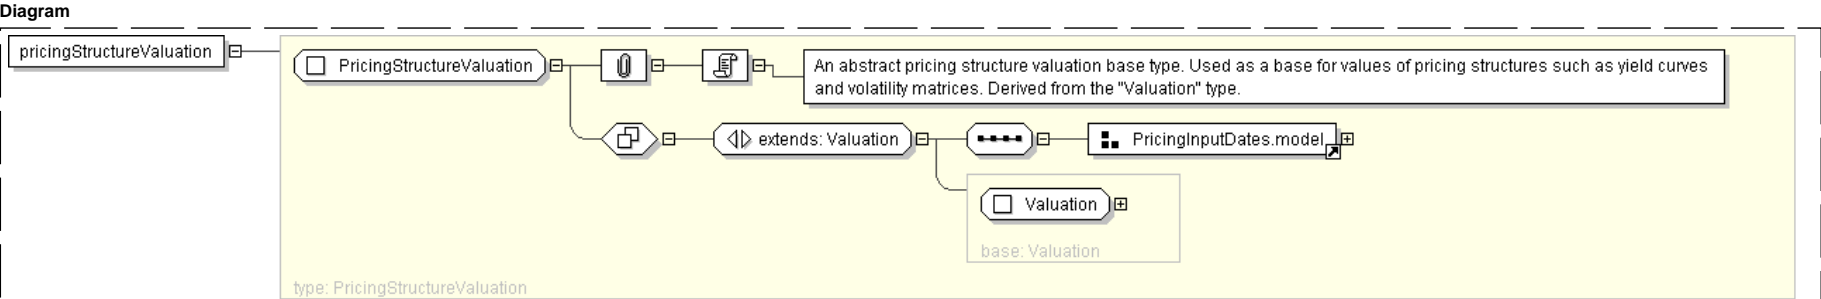 Diagram
pricingStructureValuation
PricingStructureValuation
An abstract pricing structure valuation base type. Used as a base for values of pricing structures such as yield curves
and volatility matrices. Derived from the "Valuation" type.
extends: Valuation
PricingInputDates.model
Valuation
base: Valuation
type: PricingStructureValuation